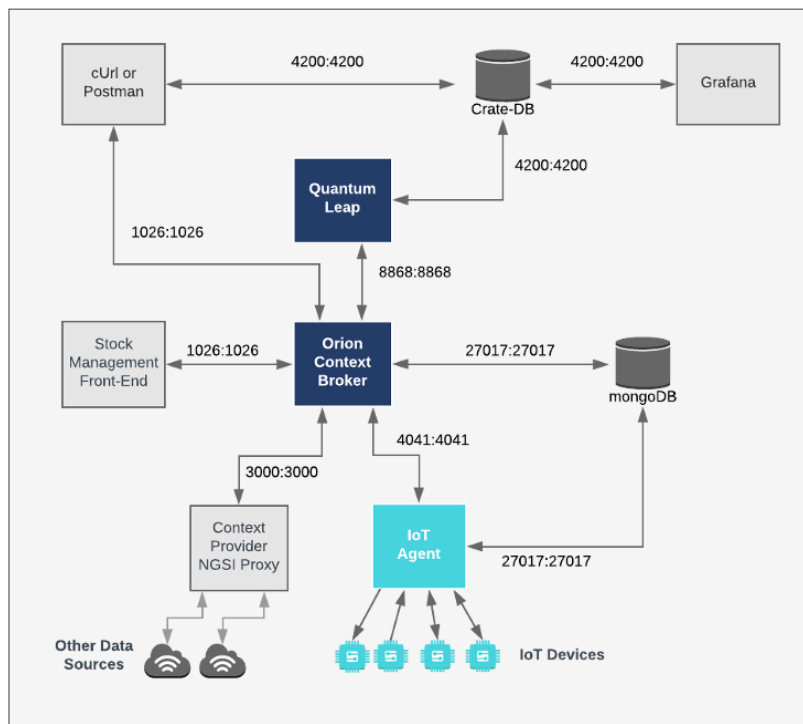 cUrl or
Postman
4200:4200
Crate-DB
4200:4200
Grafana
4200:4200
Quantum
Leap
1026:1026
8868:8868
Stock
Management
Front-End
1026:1026
Orion
Context
Broker
27017:27017
mongoDB
4041:4041
3000:3000
Context
Provider
NGSI Proxy
IoT
Agent
27017:27017
Other Data
Sources
IoT Devices